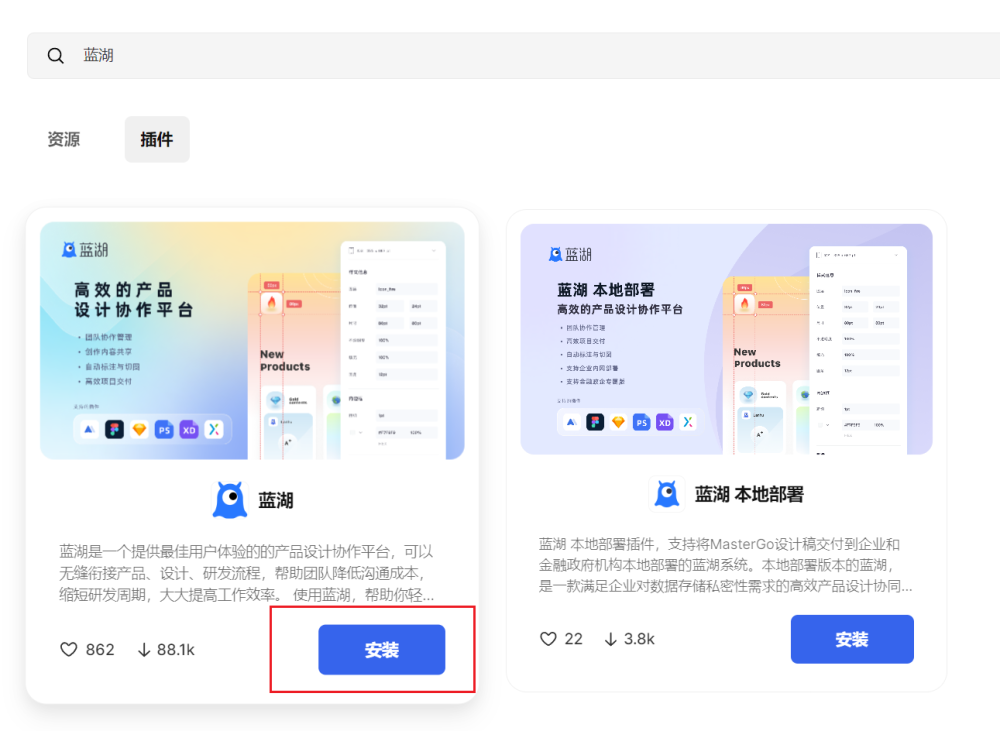 蓝湖
资源
插件
蓝湖
高效的产品
设计协作平台
• 团队协作管理
• 创作内容共享
• 自动标注与切图
• 高效项目交付
New
Products
PS
XD
蓝湖
蓝湖是一个提供最佳用户体验的的产品设计协作平台，可以
无缝衔接产品、设计、研发流程，帮助团队降低沟通成本，
缩短研发周期，大大提高工作效率。 使用蓝湖，帮助你轻...
862
88.1k
安装
蓝湖
蓝湖 本地部署
高效的产品设计协作平台
• 团队协作管理
• 高效项目交付
• 自动标注与切图
• 支持企业内网部署
• 支持金融政企专属版
New
Products
PS
XD
蓝湖 本地部署
蓝湖 本地部署插件，支持将MasterGo设计稿交付到企业和
金融政府机构本地部署的蓝湖系统。本地部署版本的蓝湖，
是一款满足企业对数据存储私密性需求的高效产品设计协同...
22
3.8k
安装